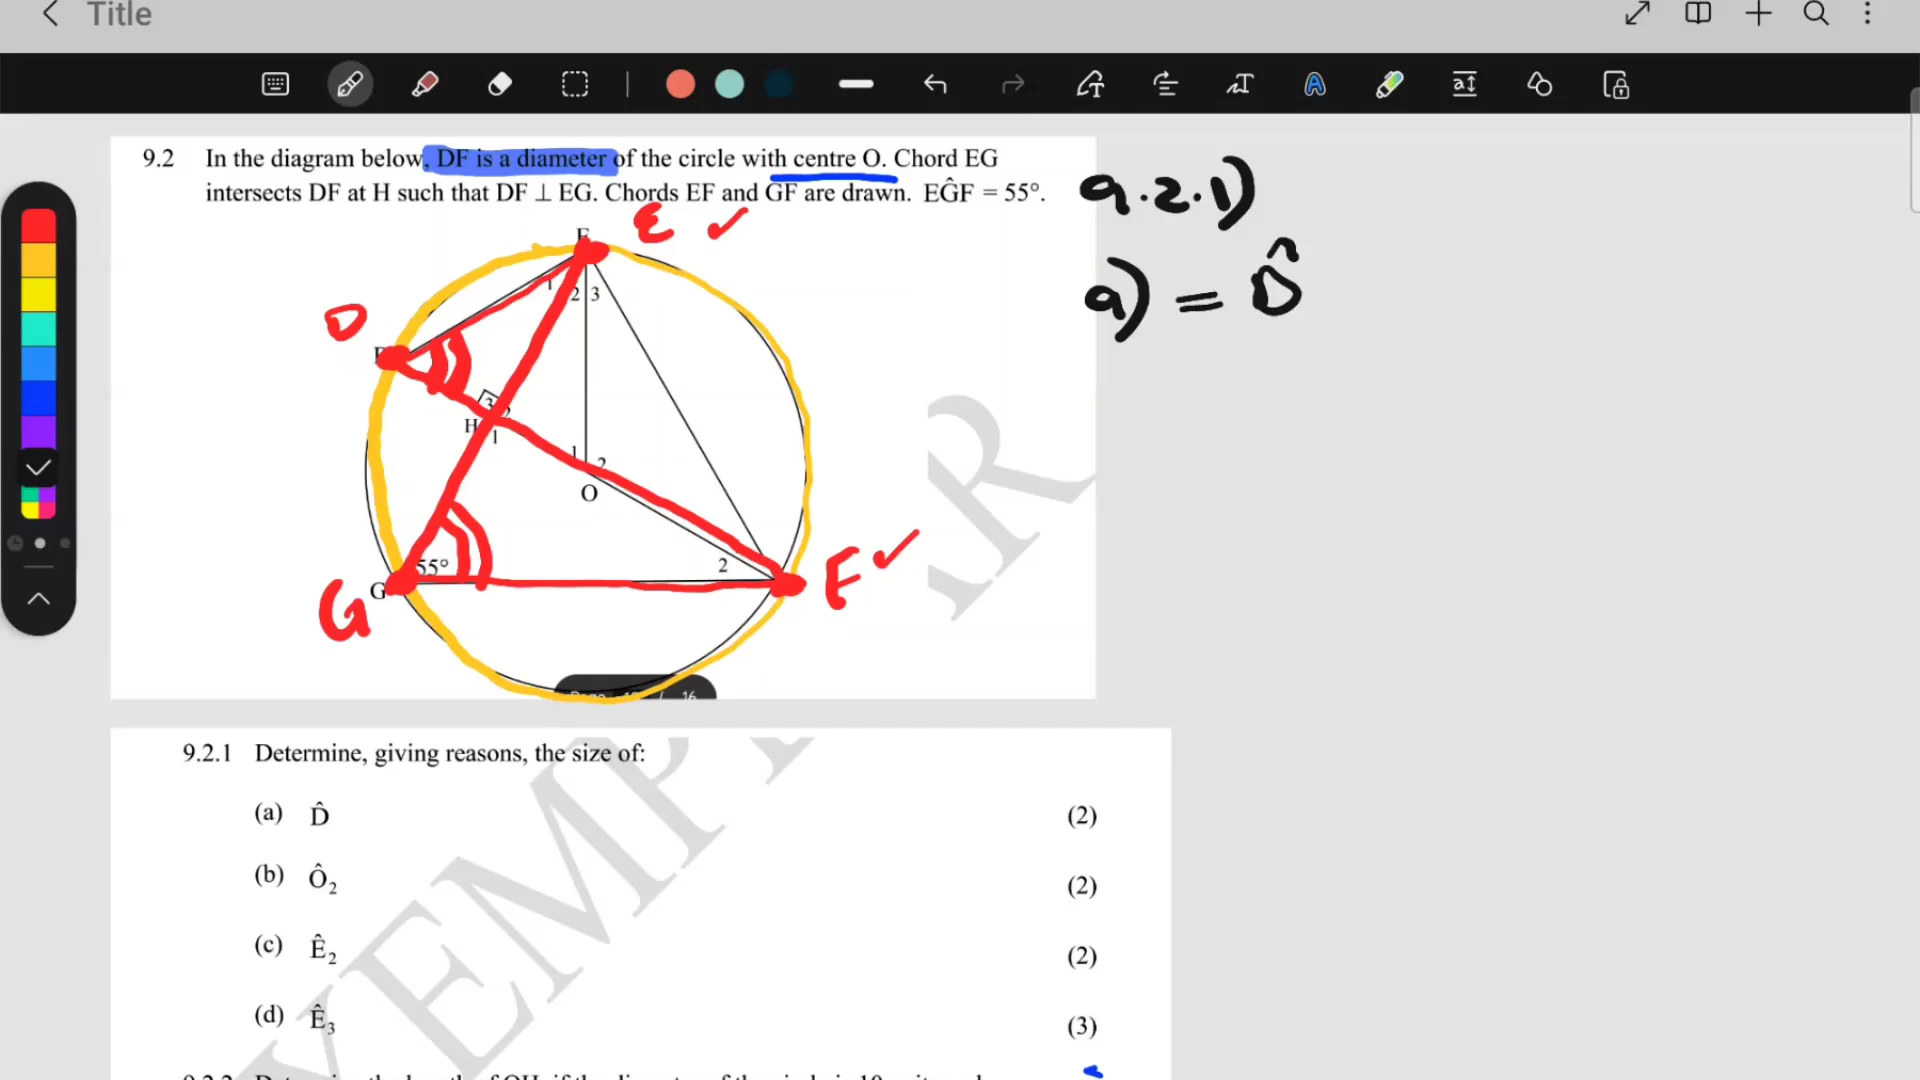 Title
9.2 In the diagram below, DF is a diameter of the circle with centre O. Chord EG
intersects DF at H such that DF ⊥ EG. Chords EF and GF are drawn. EĜF = 55°.
9.2.1)
a) = D̂
E
E
1 2 3
D
3 2
H 1
1 2
O
55°
2
G
G
F
9.2.1 Determine, giving reasons, the size of:
(a) D̂ (2)
(b) Ô₂ (2)
(c) Ê₂ (2)
(d) Ê₃ (3)